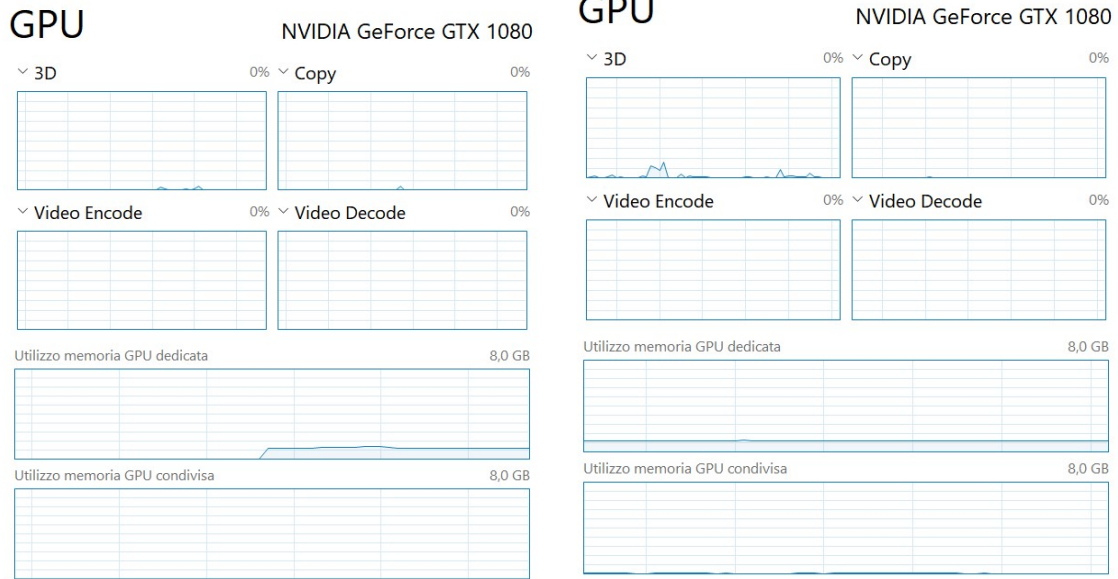 GPU NVIDIA GeForce GTX 1080
3D 0% Copy 0%
Video Encode 0% Video Decode 0%
Utilizzo memoria GPU dedicata 8,0 GB
Utilizzo memoria GPU condivisa 8,0 GB
GPU NVIDIA GeForce GTX 1080
3D 0% Copy 0%
Video Encode 0% Video Decode 0%
Utilizzo memoria GPU dedicata 8,0 GB
Utilizzo memoria GPU condivisa 8,0 GB